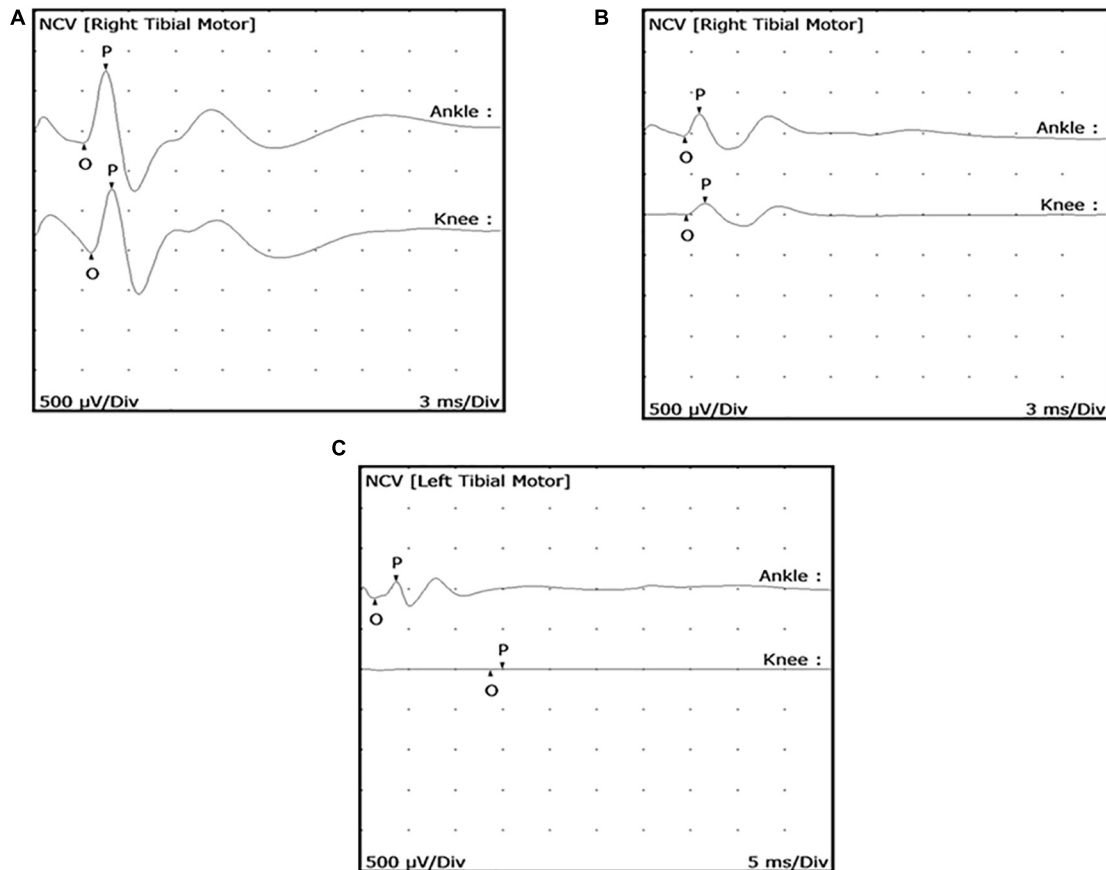 A
NCV [Right Tibial Motor]
P
Ankle :
O
P
Knee :
O
500 µV/Div
3 ms/Div
B
NCV [Right Tibial Motor]
P
Ankle :
O
P
Knee :
O
500 µV/Div
3 ms/Div
C
NCV [Left Tibial Motor]
P
Ankle :
O
P
Knee :
O
500 µV/Div
5 ms/Div